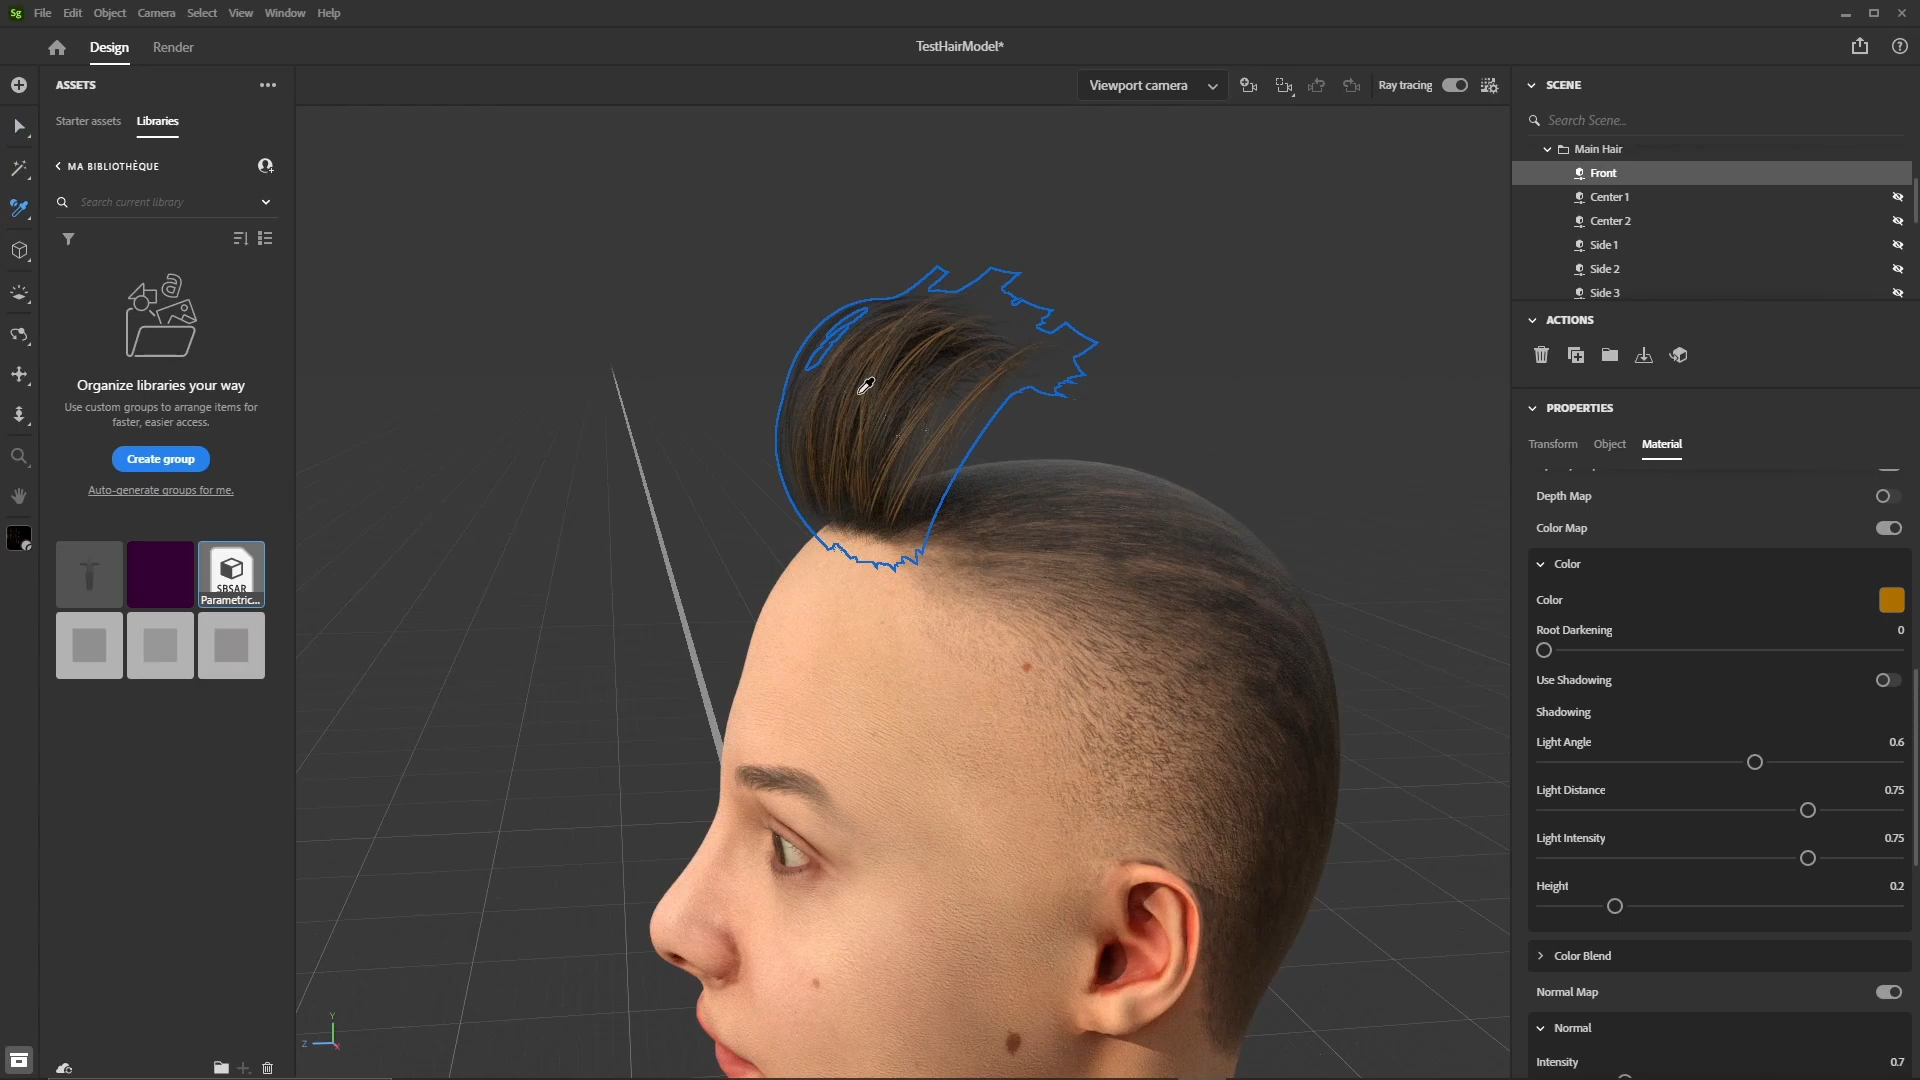 Sg File Edit Object Camera Select View Window Help
Design Render
TestHairModel*
ASSETS
Starter assets Libraries
MA BIBLIOTHÈQUE
Search current library
a
Organize libraries your way
Use custom groups to arrange items for
faster, easier access.
Create group
Auto-generate groups for me.
SBSAR
Parametric...
Viewport camera
Ray tracing
Y
Z
X
SCENE
Search Scene...
Main Hair
Front
Center 1
Center 2
Side 1
Side 2
Side 3
ACTIONS
PROPERTIES
Transform Object Material
Depth Map
Color Map
Color
Color
Root Darkening 0
Use Shadowing
Shadowing
Light Angle 0.6
Light Distance 0.75
Light Intensity 0.75
Height 0.2
Color Blend
Normal Map
Normal
Intensity 0.7